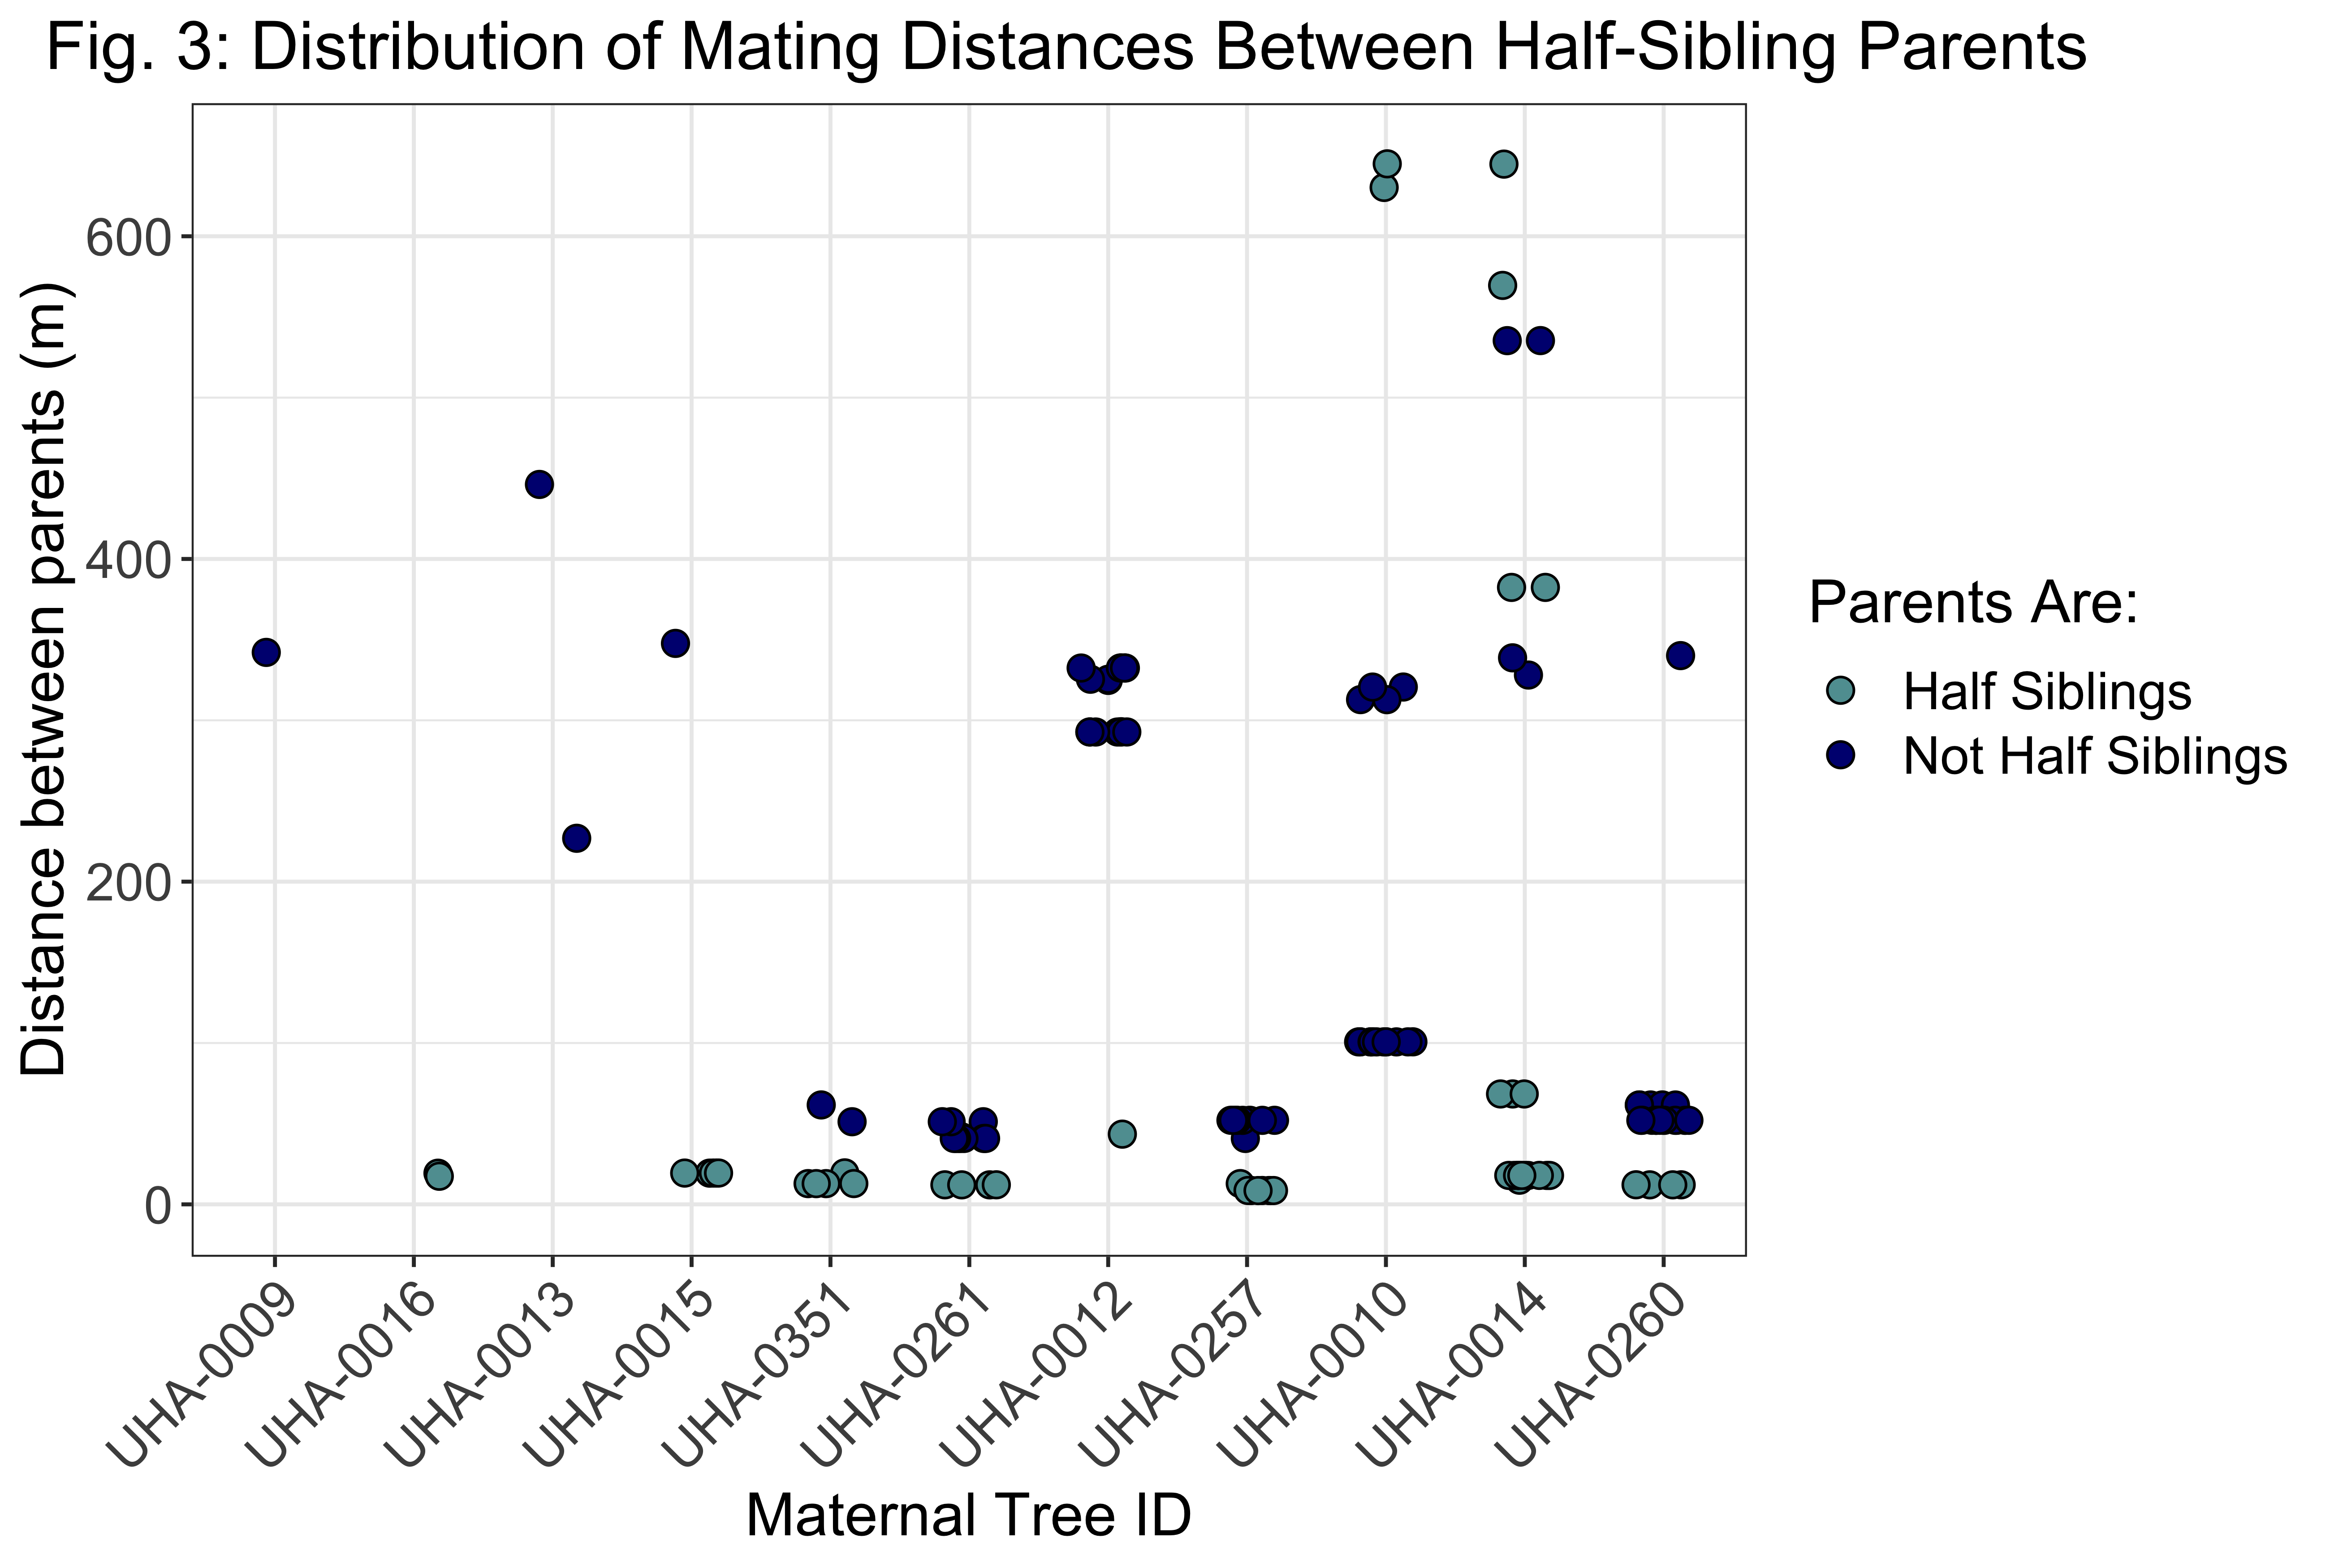 Fig. 3: Distribution of Mating Distances Between Half-Sibling Parents
Distance between parents (m)
600
400
200
0
UHA-0009
UHA-0016
UHA-0013
UHA-0015
UHA-0351
UHA-0261
UHA-0012
UHA-0257
UHA-0010
UHA-0014
UHA-0260
Maternal Tree ID
Parents Are:
Half Siblings
Not Half Siblings